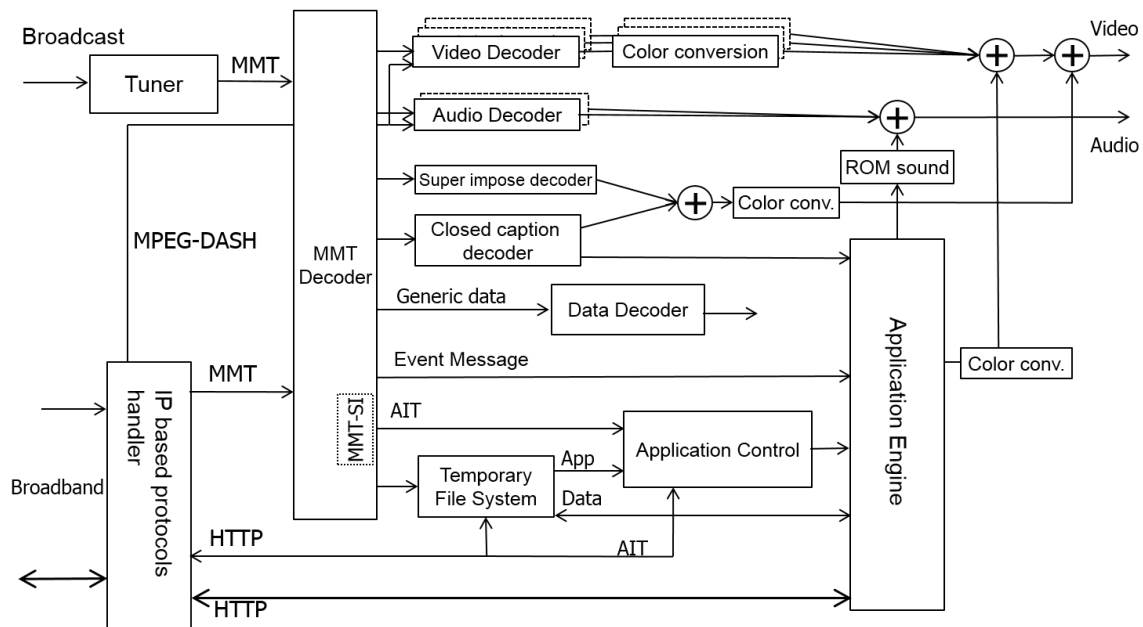 Broadcast
Tuner
MMT
MPEG-DASH
MMT
Decoder
MMT-SI
Video Decoder
Color conversion
Audio Decoder
Super impose decoder
Closed caption
decoder
Color conv.
ROM sound
Video
Audio
Generic data
Data Decoder
Event Message
AIT
Application Control
Temporary
File System
App
Data
Application Engine
Color conv.
Broadband
IP based protocols
handler
MMT
HTTP
AIT
HTTP